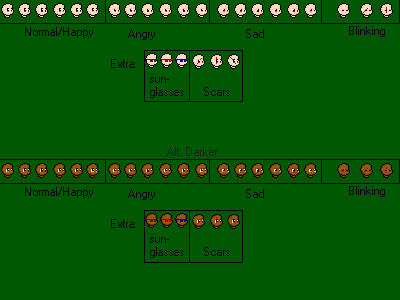 Normal/Happy Angry Sad Blinking
Extra:
sun-
glasses Scars
Alt. Darker
Normal/Happy Angry Sad Blinking
Extra:
sun-
glasses Scars